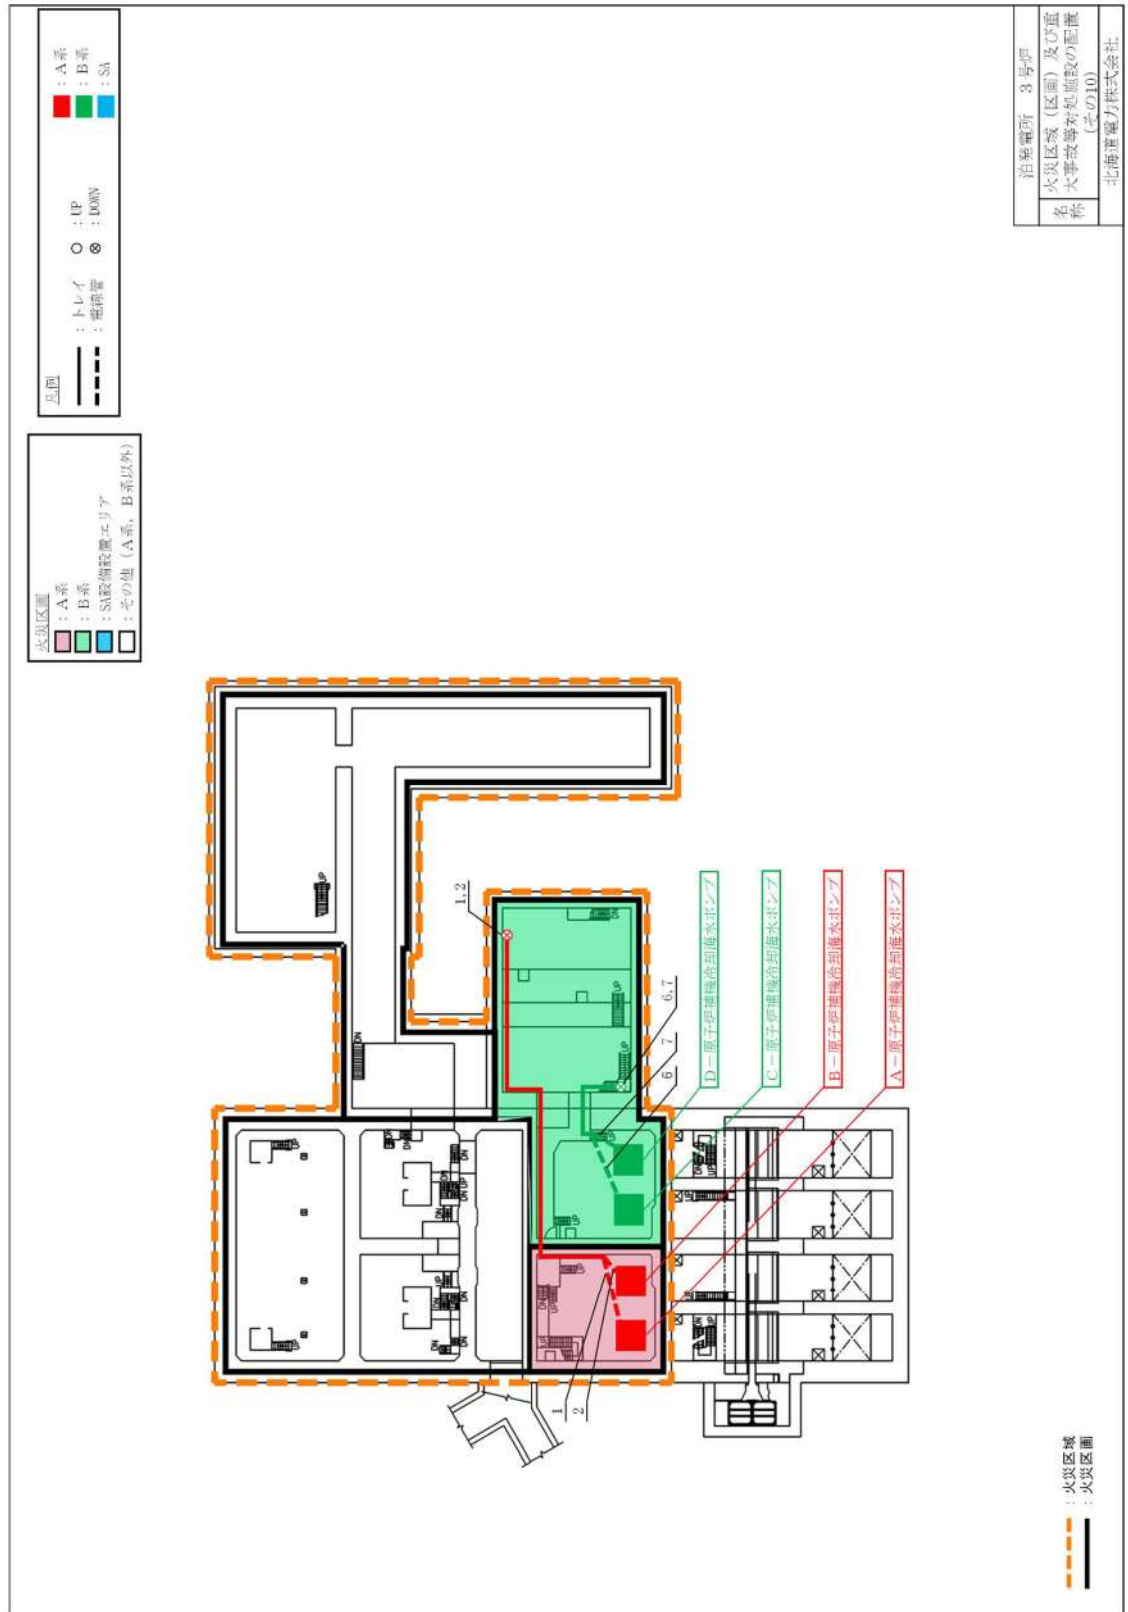 火災区画
: A系
: B系
: SA設備設置エリア
: その他 (A系, B系以外)
凡例
: トレイ
: 電線管
○ : UP
⊗ : DOWN
: A系
: B系
: SA
1,2
6,7
7
6
1
2
UP
DN
D－原子炉補機冷却海水ポンプ
C－原子炉補機冷却海水ポンプ
B－原子炉補機冷却海水ポンプ
A－原子炉補機冷却海水ポンプ
: 火災区域
: 火災区画
泊発電所 3号炉
名称
火災区域 (区画) 及び重
大事故等対処施設の配置
(その10)
北海道電力株式会社